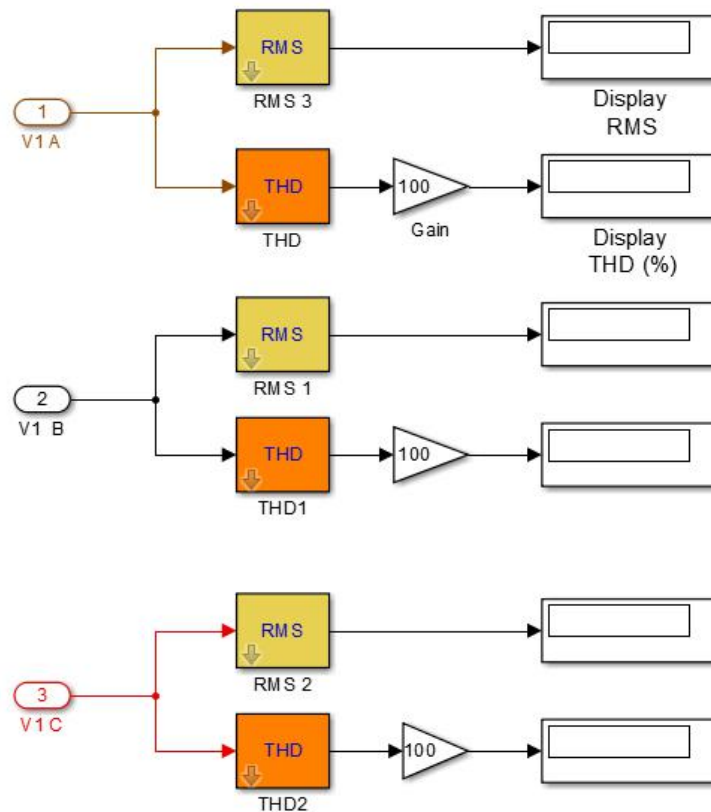 RMS
RMS 3
Display
RMS
1
V1 A
THD
THD
100
Gain
Display
THD (%)
RMS
RMS 1
2
V1 B
THD
THD1
100
RMS
RMS 2
3
V1 C
THD
THD2
100